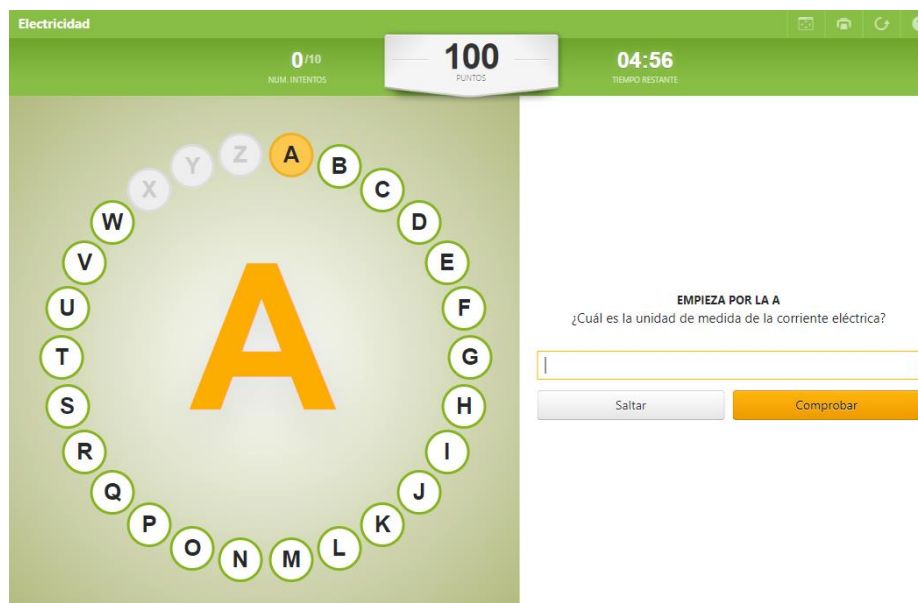 Electricidad
0/10
NUM. INTENTOS
100
PUNTOS
04:56
TIEMPO RESTANTE
A
B
C
D
E
F
G
H
I
J
K
L
M
N
O
P
Q
R
S
T
U
V
W
X
Y
Z
A
EMPIEZA POR LA A
¿Cuál es la unidad de medida de la corriente eléctrica?
Saltar
Comprobar